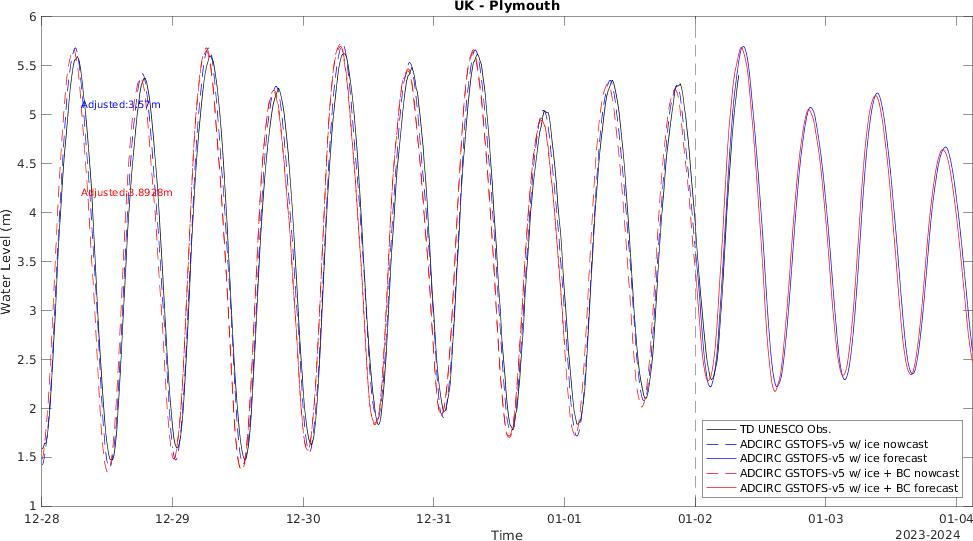 UK - Plymouth
6
5.5
5
4.5
4
3.5
3
2.5
2
1.5
1
Water Level (m)
Adjusted:3.57m
Adjusted:3.8928m
TD UNESCO Obs.
ADCIRC GSTOFS-v5 w/ ice nowcast
ADCIRC GSTOFS-v5 w/ ice forecast
ADCIRC GSTOFS-v5 w/ ice + BC nowcast
ADCIRC GSTOFS-v5 w/ ice + BC forecast
12-28 12-29 12-30 12-31 01-01 01-02 01-03 01-04
Time
2023-2024